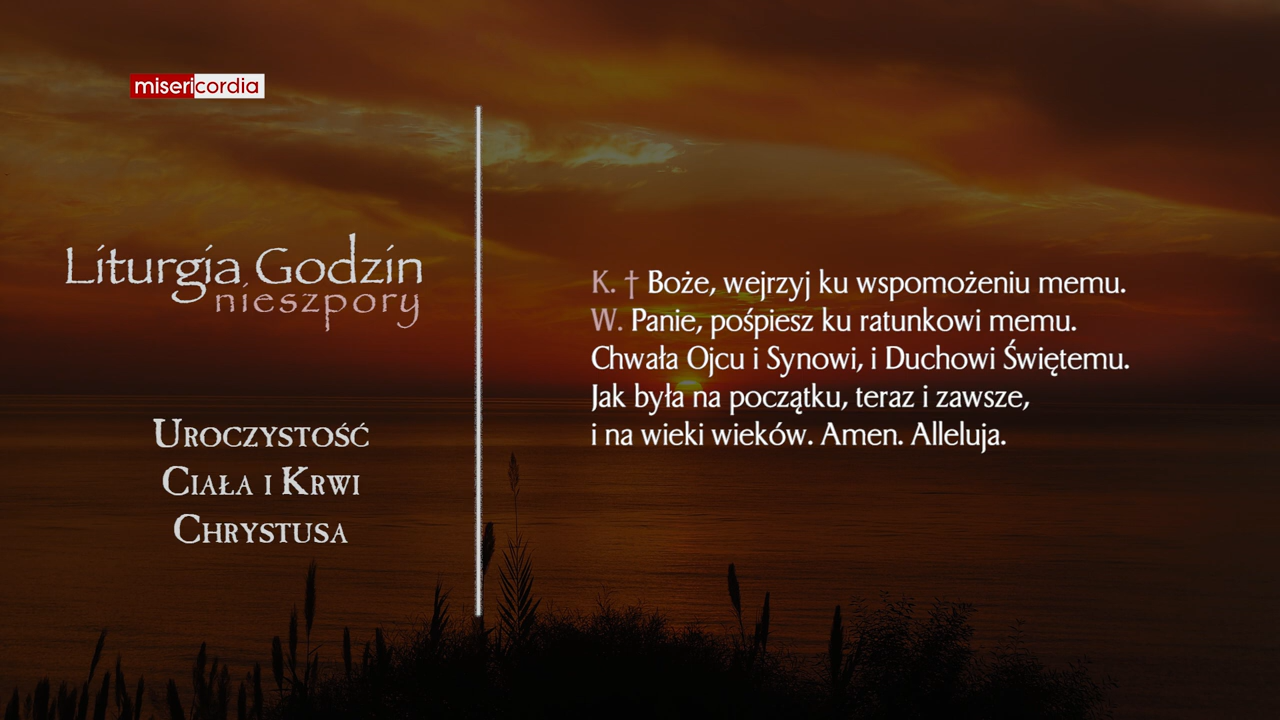 misericordia
Liturgia Godzin
nieszpory
Uroczystość
Ciała i Krwi
Chrystusa
K. † Boże, wejrzyj ku wspomożeniu memu.
W. Panie, pośpiesz ku ratunkowi memu.
Chwała Ojcu i Synowi, i Duchowi Świętemu.
Jak była na początku, teraz i zawsze,
i na wieki wieków. Amen. Alleluja.